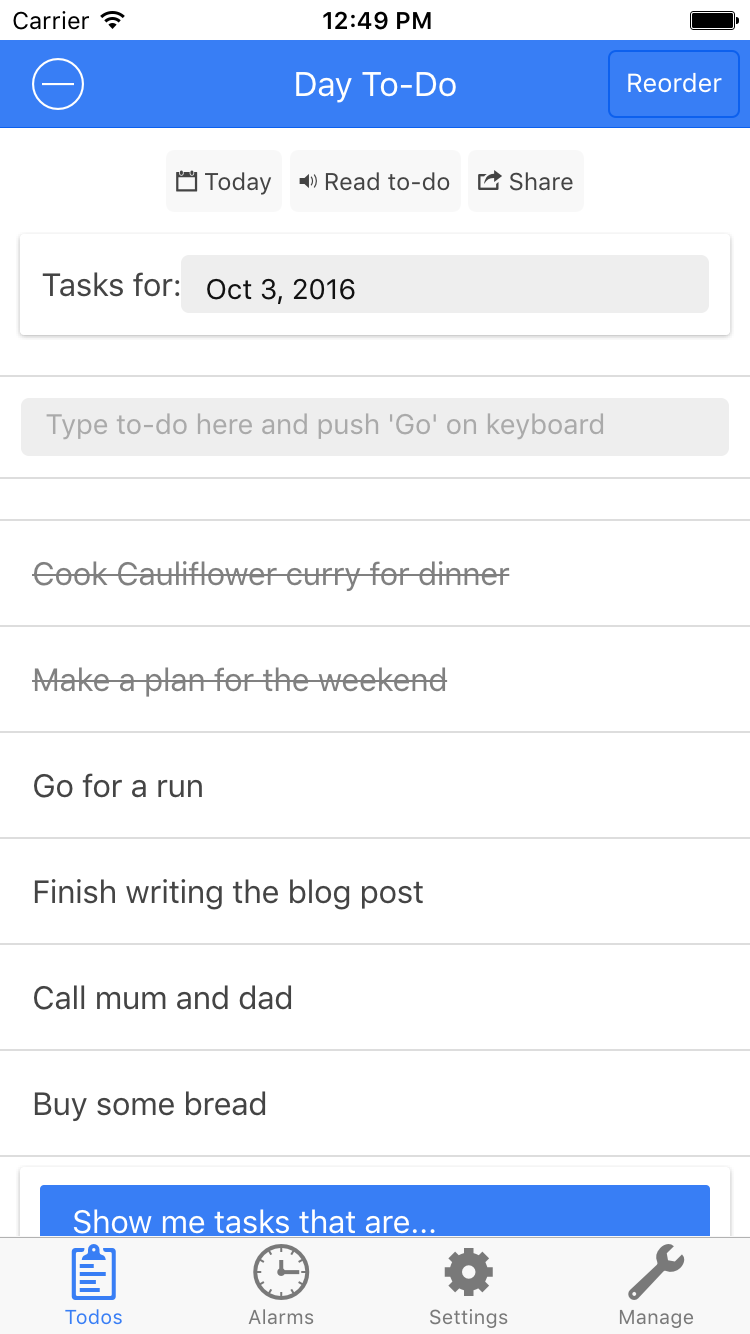 Carrier 12:49 PM
Day To-Do Reorder
Today Read to-do Share
Tasks for: Oct 3, 2016
Type to-do here and push 'Go' on keyboard
Cook Cauliflower curry for dinner
Make a plan for the weekend
Go for a run
Finish writing the blog post
Call mum and dad
Buy some bread
Show me tasks that are...
Todos Alarms Settings Manage